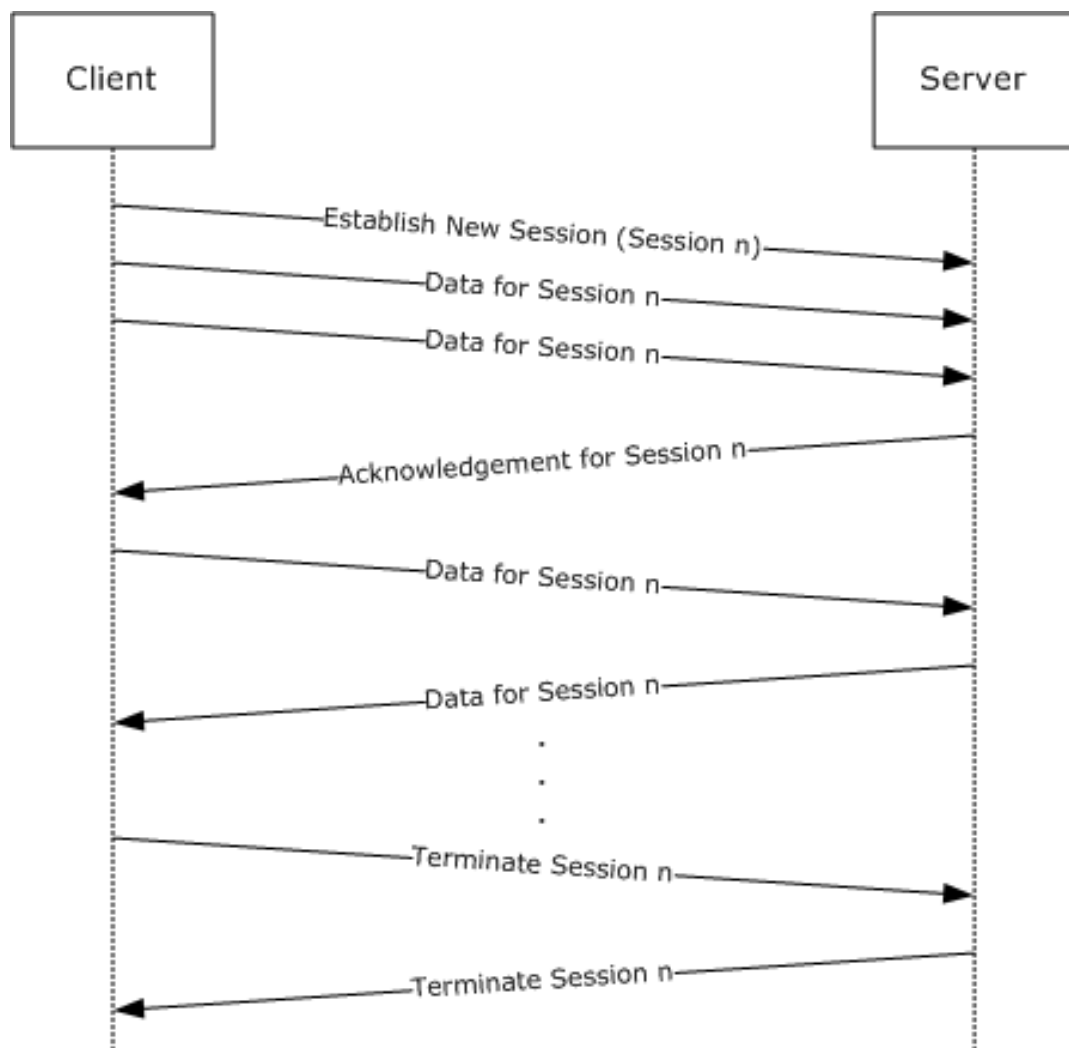 Client
Server
Establish New Session (Session n)
Data for Session n
Data for Session n
Acknowledgement for Session n
Data for Session n
Data for Session n
.
.
.
Terminate Session n
Terminate Session n